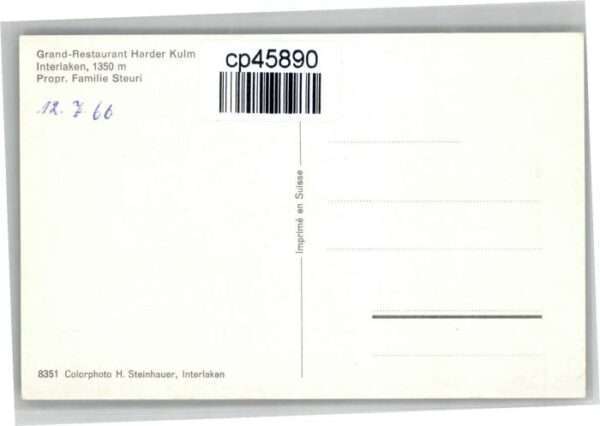 Grand-Restaurant Harder Kulm
Interlaken, 1350 m
Propr. Familie Steuri
12. 7. 66
cp45890
Imprimé en Suisse
8351 Colorphoto H. Steinhauer, Interlaken